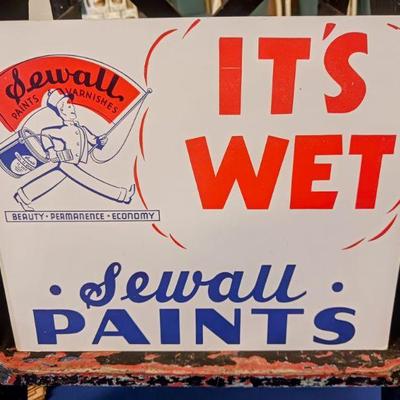 Sewall
PAINTS VARNISHES
BEAUTY • PERMANENCE • ECONOMY
IT'S
WET
• Sewall •
PAINTS